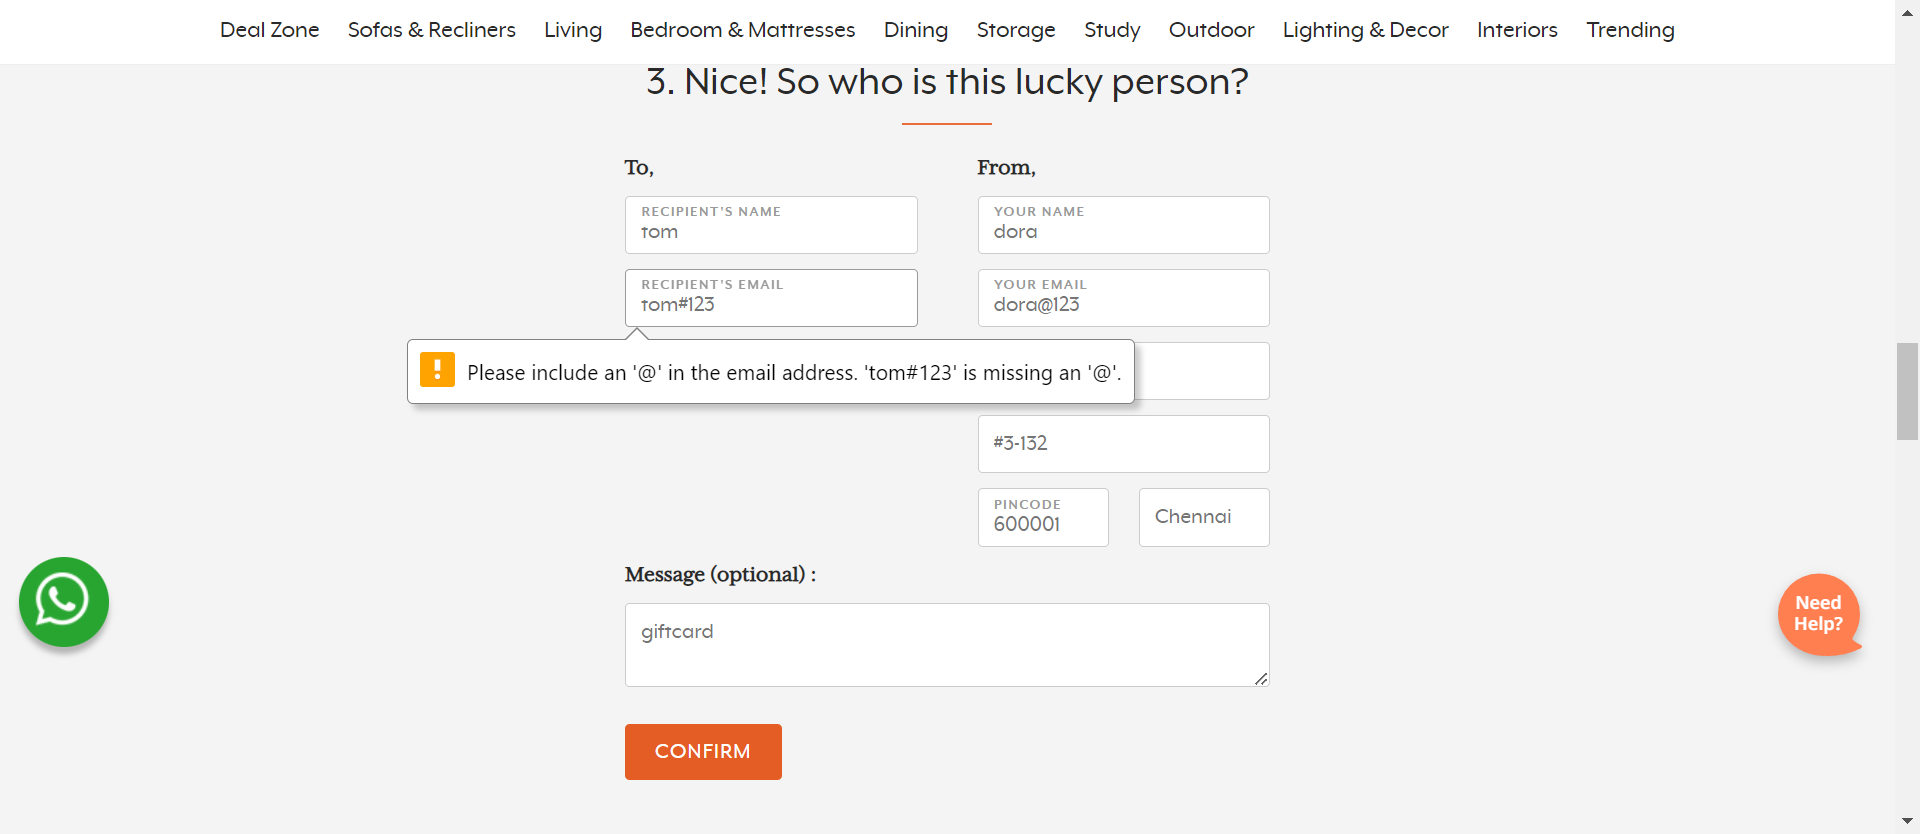 Deal Zone Sofas & Recliners Living Bedroom & Mattresses Dining Storage Study Outdoor Lighting & Decor Interiors Trending
3. Nice! So who is this lucky person?
To,
RECIPIENT'S NAME
tom
RECIPIENT'S EMAIL
tom#123
Please include an '@' in the email address. 'tom#123' is missing an '@'.
From,
YOUR NAME
dora
YOUR EMAIL
dora@123
#3-132
PINCODE
600001
Chennai
Message (optional) :
giftcard
CONFIRM
Need
Help?